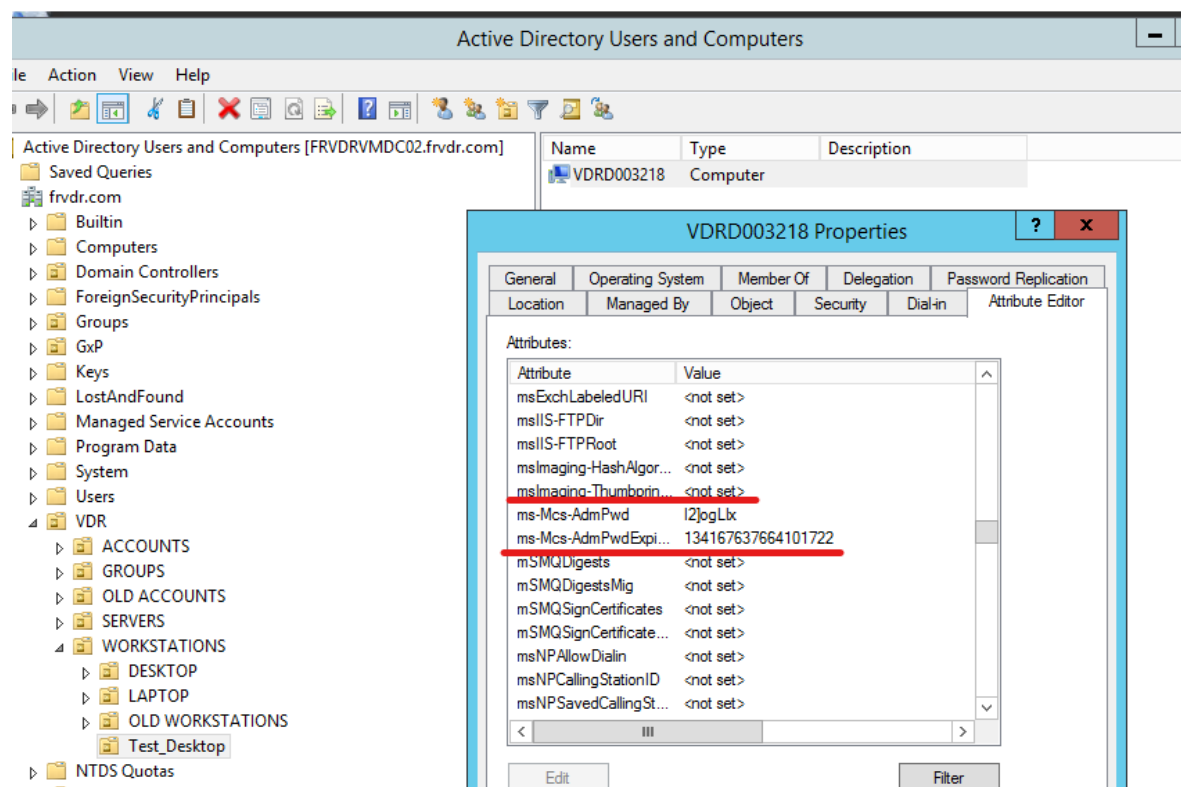 Active Directory Users and Computers
ile Action View Help
Active Directory Users and Computers [FRVDRVMDC02.frvdr.com]
Saved Queries
frvdr.com
Builtin
Computers
Domain Controllers
ForeignSecurityPrincipals
Groups
GxP
Keys
LostAndFound
Managed Service Accounts
Program Data
System
Users
VDR
ACCOUNTS
GROUPS
OLD ACCOUNTS
SERVERS
WORKSTATIONS
DESKTOP
LAPTOP
OLD WORKSTATIONS
Test_Desktop
NTDS Quotas
Name Type Description
VDRD003218 Computer
VDRD003218 Properties
? x
General Operating System Member Of Delegation Password Replication
Location Managed By Object Security Dial-in Attribute Editor
Attributes:
Attribute Value
msExchLabeledURI <not set>
msIIS-FTPDir <not set>
msIIS-FTPRoot <not set>
msImaging-HashAlgor... <not set>
msImaging-Thumbprin... <not set>
ms-Mcs-AdmPwd
ms-Mcs-AdmPwdExpi... 134167637664101722
mSMQDigests <not set>
mSMQDigestsMig <not set>
mSMQSignCertificates <not set>
mSMQSignCertificate... <not set>
msNPAllowDialin <not set>
msNPCallingStationID <not set>
msNPSavedCallingSt... <not set>
Edit Filter